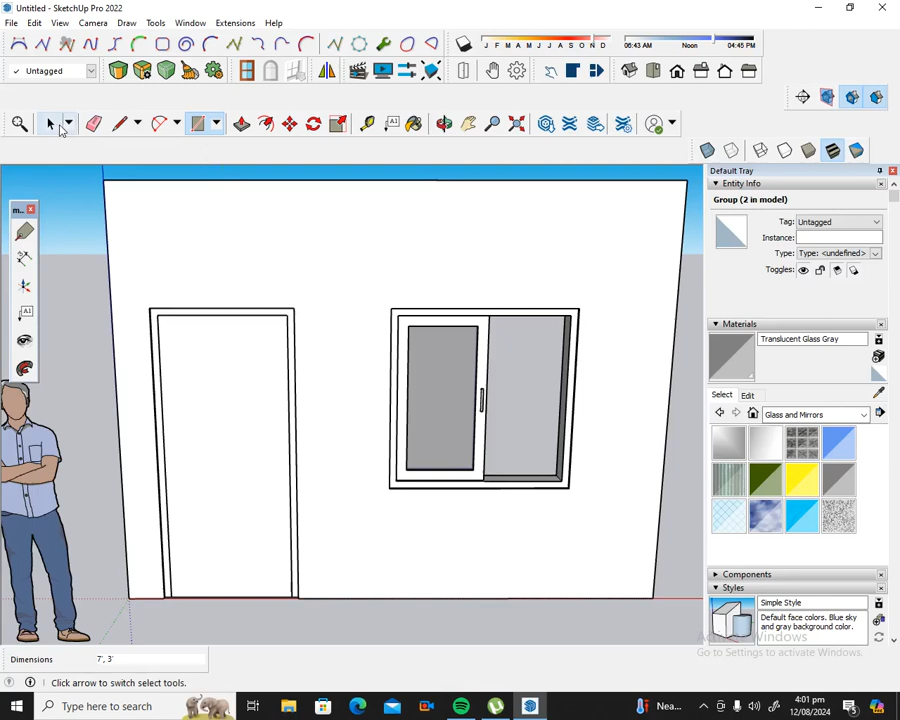 Untitled - SketchUp Pro 2022
File Edit View Camera Draw Tools Window Extensions Help
J F M A M J J A S O N D
06:43 AM Noon 04:45 PM
Untagged
Default Tray
Entity Info
Group (2 in model)
Tag: Untagged
Instance:
Type: Type: <undefined>
Toggles:
m...
A1
A1
Materials
Translucent Glass Gray
Select Edit
Glass and Mirrors
Components
Styles
Simple Style
Default face colors. Blue sky
and gray background color.
Activate Windows
Go to Settings to activate Windows.
Dimensions 7', 3'
Click arrow to switch select tools.
Type here to search
Nea...
4:01 pm
12/08/2024
5